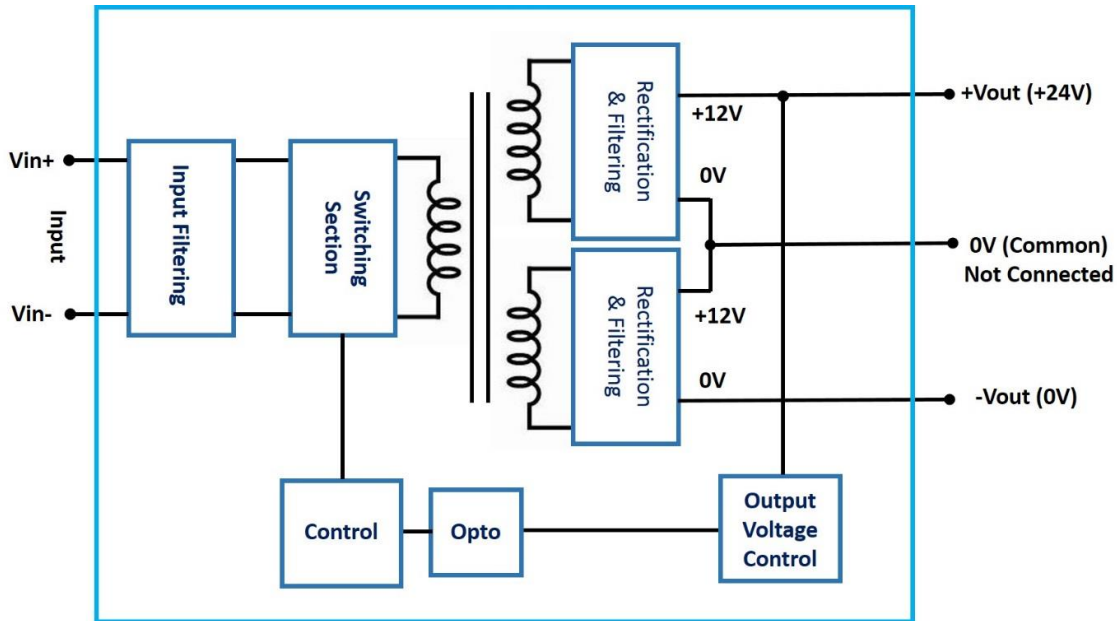 Vin+
Input
Vin-
Input Filtering
Switching
Section
Rectification
& Filtering
+12V
0V
Rectification
& Filtering
+12V
0V
+Vout (+24V)
0V (Common)
Not Connected
-Vout (0V)
Control
Opto
Output
Voltage
Control